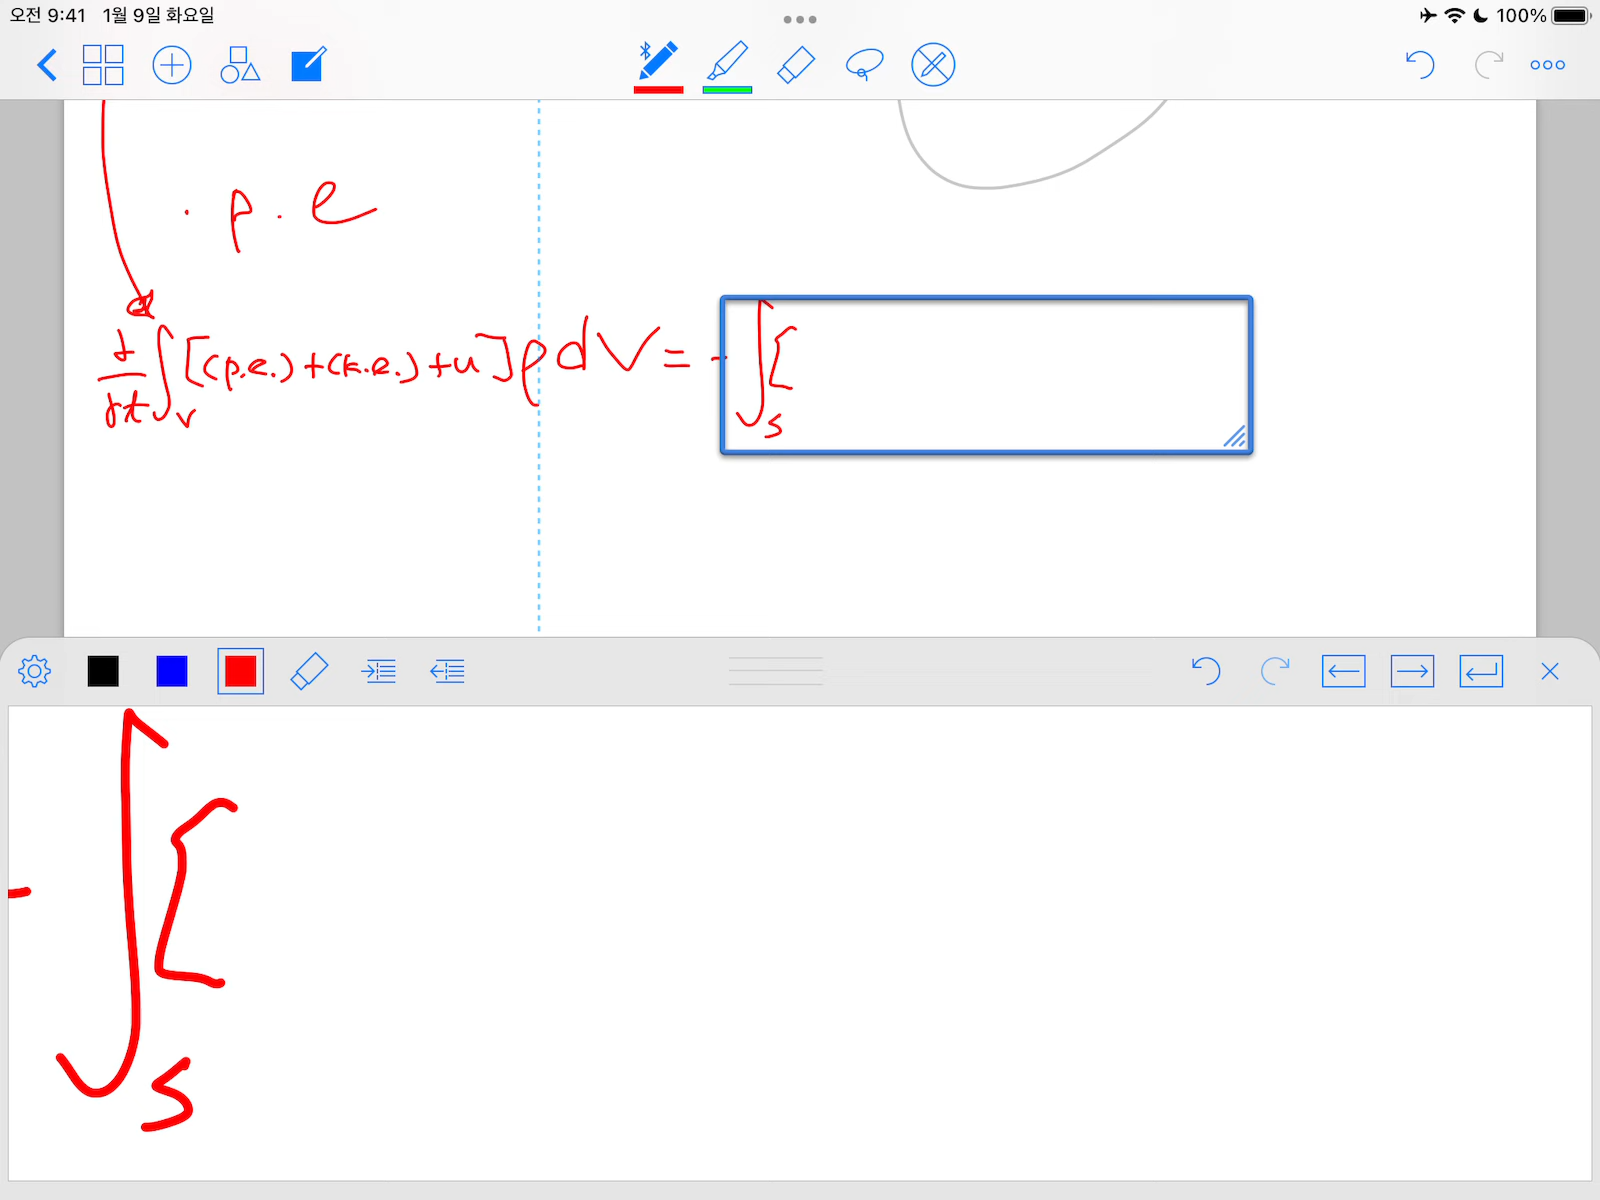 오전 9:41 1월 9일 화요일 100%
· p. e
d/dt ∫v [(p.e.)+(k.e.)+u] ρ dV = - ∫s [
- ∫s [